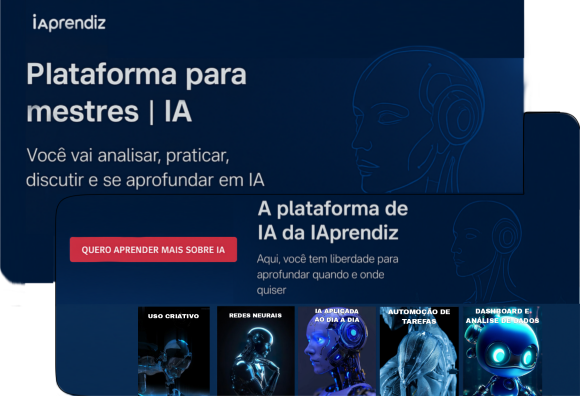 iAprendiz
Plataforma para
mestres | IA
Você vai analisar, praticar,
discutir e se aprofundar em IA
A plataforma de
IA da IAprendiz
QUERO APRENDER MAIS SOBRE IA
Aqui, você tem liberdade para
aprofundar quando e onde
quiser
USO CRIATIVO
REDES NEURAIS
IA APLICADA
AO DIA A DIA
AUTOMOÇÃO DE
TAREFAS
DASHBOARD E
ANÁLISE DE DADOS